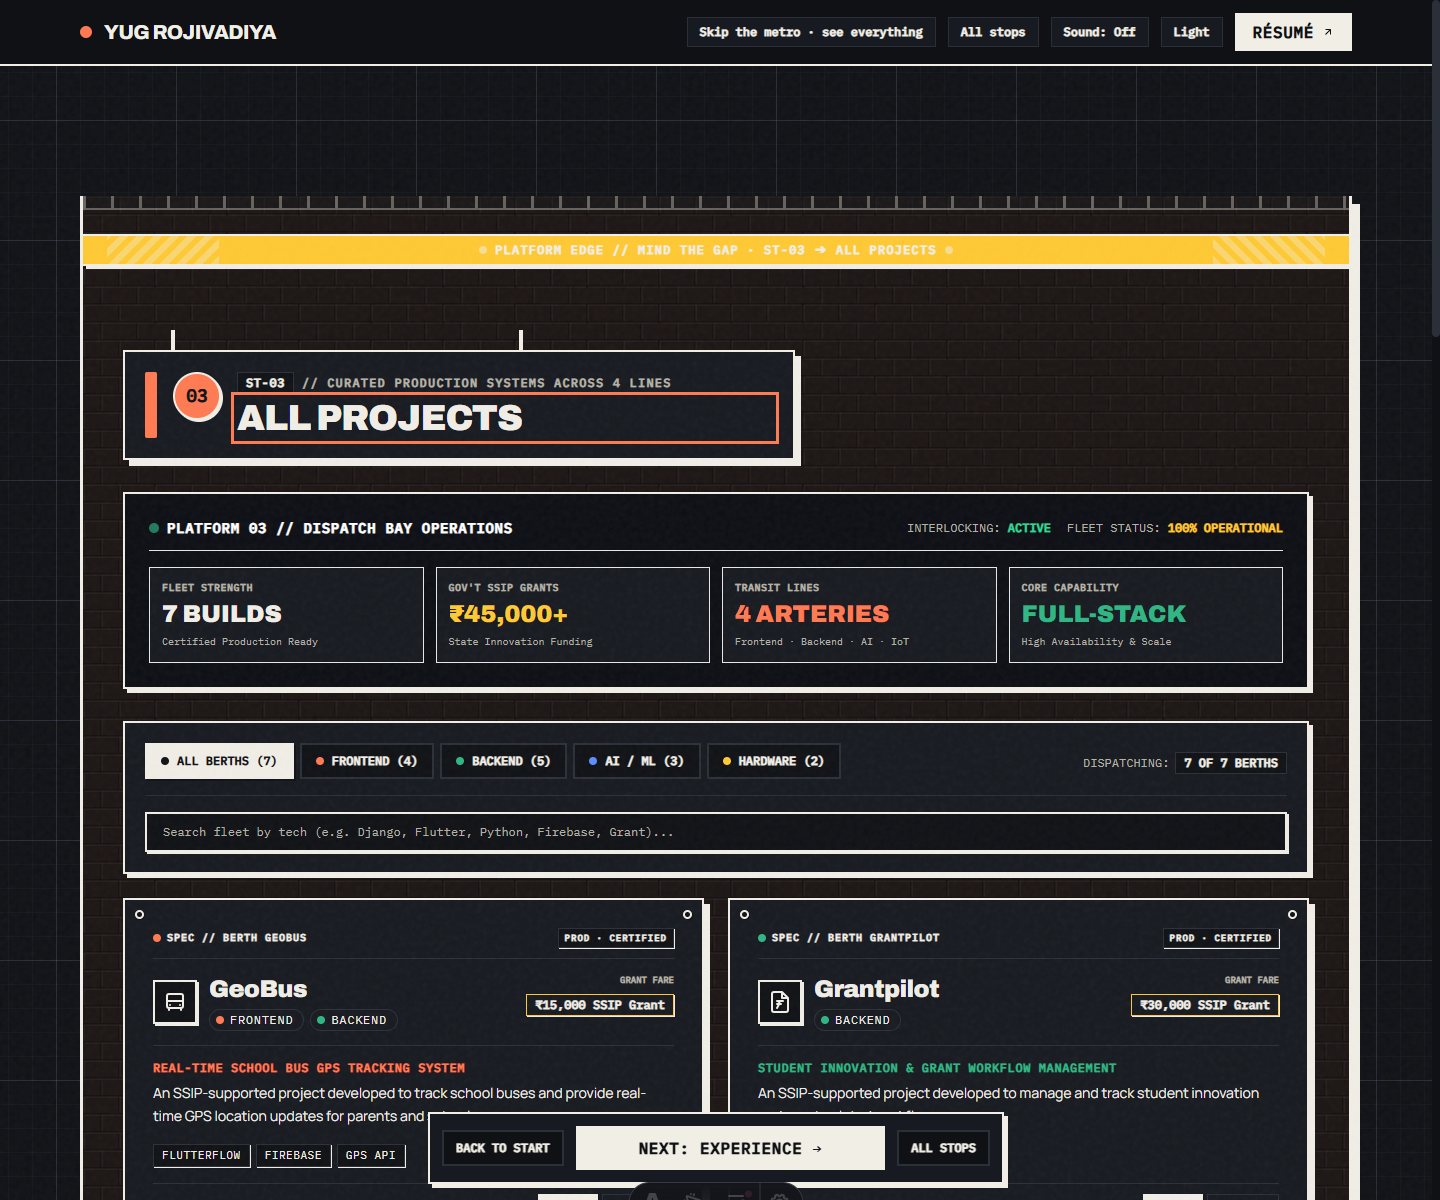 YUG ROJIVADIYA
Skip the metro · see everything
All stops
Sound: Off
Light
RÉSUMÉ ↗
PLATFORM EDGE // MIND THE GAP · ST-03 ➔ ALL PROJECTS
03
ST-03 // CURATED PRODUCTION SYSTEMS ACROSS 4 LINES
ALL PROJECTS
PLATFORM 03 // DISPATCH BAY OPERATIONS
INTERLOCKING: ACTIVE FLEET STATUS: 100% OPERATIONAL
FLEET STRENGTH
7 BUILDS
Certified Production Ready
GOV'T SSIP GRANTS
₹45,000+
State Innovation Funding
TRANSIT LINES
4 ARTERIES
Frontend · Backend · AI · IoT
CORE CAPABILITY
FULL-STACK
High Availability & Scale
ALL BERTHS (7)
FRONTEND (4)
BACKEND (5)
AI / ML (3)
HARDWARE (2)
DISPATCHING: 7 OF 7 BERTHS
Search fleet by tech (e.g. Django, Flutter, Python, Firebase, Grant)...
SPEC // BERTH GEOBUS
PROD · CERTIFIED
GeoBus
FRONTEND
BACKEND
GRANT FARE
₹15,000 SSIP Grant
REAL-TIME SCHOOL BUS GPS TRACKING SYSTEM
An SSIP-supported project developed to track school buses and provide real-
time GPS location updates for parents and
FLUTTERFLOW
FIREBASE
GPS API
SPEC // BERTH GRANTPILOT
PROD · CERTIFIED
Grantpilot
BACKEND
GRANT FARE
₹30,000 SSIP Grant
STUDENT INNOVATION & GRANT WORKFLOW MANAGEMENT
An SSIP-supported project developed to manage and track student innovation
BACK TO START
NEXT: EXPERIENCE →
ALL STOPS